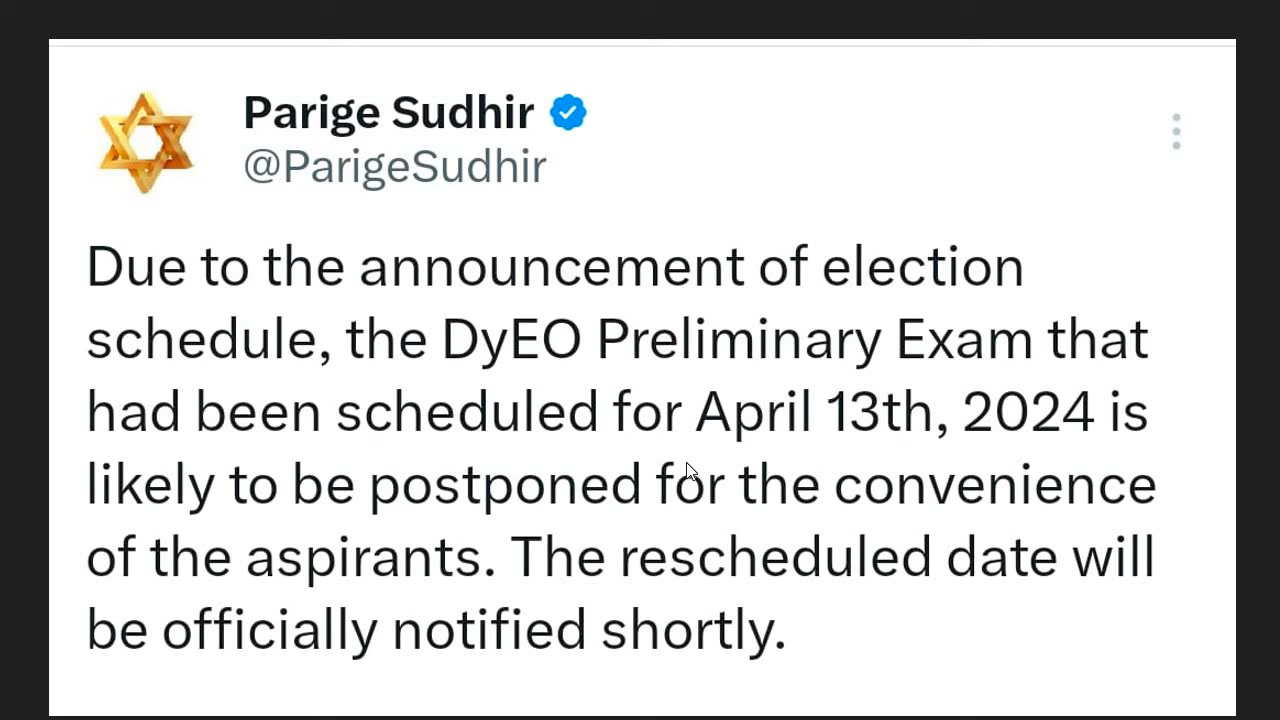 Parige Sudhir
@ParigeSudhir
Due to the announcement of election
schedule, the DyEO Preliminary Exam that
had been scheduled for April 13th, 2024 is
likely to be postponed for the convenience
of the aspirants. The rescheduled date will
be officially notified shortly.